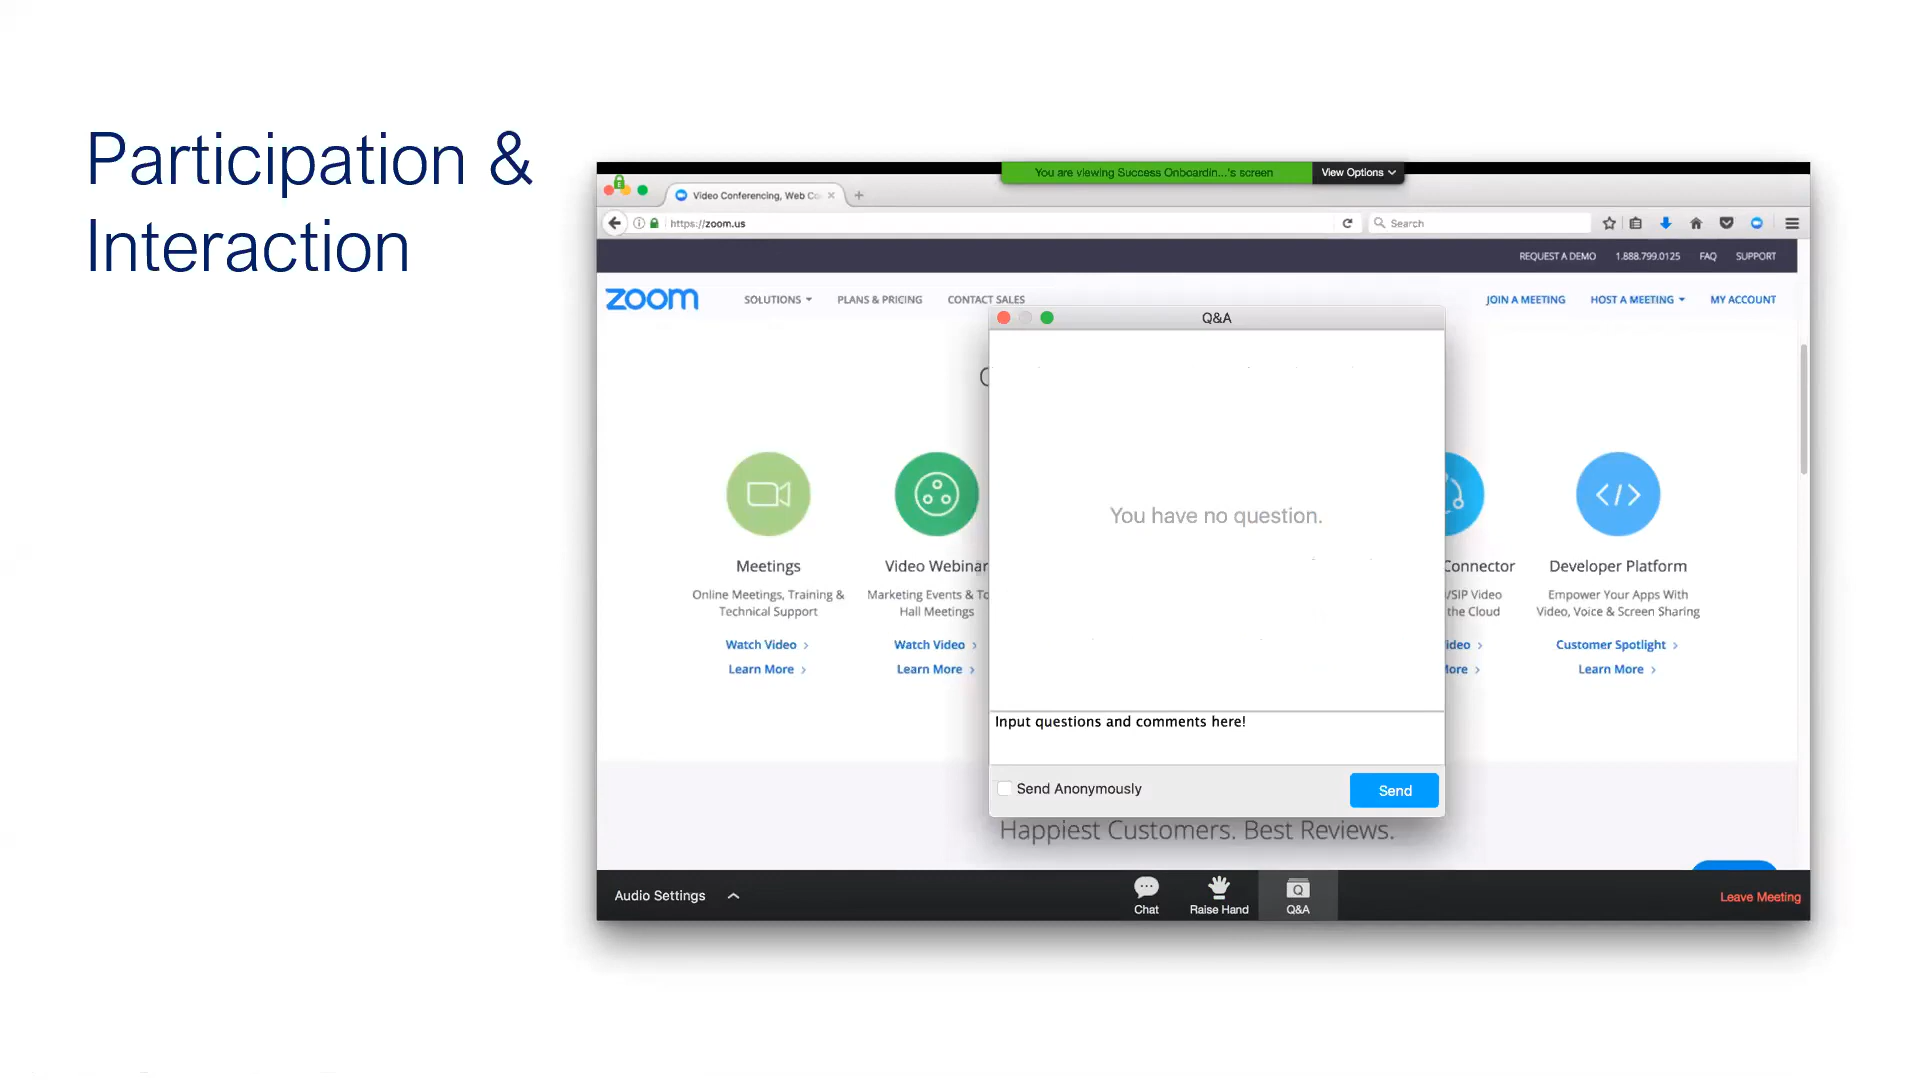 Participation &
Interaction
You are viewing Success Onboardin...'s screen
View Options
Video Conferencing, Web Co
https://zoom.us
Search
REQUEST A DEMO 1.888.799.0125 FAQ SUPPORT
zoom
SOLUTIONS PLANS & PRICING CONTACT SALES
JOIN A MEETING HOST A MEETING MY ACCOUNT
Q&A
You have no question.
Meetings
Online Meetings, Training &
Technical Support
Watch Video
Learn More
Video Webinar
Marketing Events & To
Hall Meetings
Watch Video
Learn More
Connector
/SIP Video
the Cloud
ideo
More
Developer Platform
Empower Your Apps With
Video, Voice & Screen Sharing
Customer Spotlight
Learn More
Input questions and comments here!
Send Anonymously
Send
Happiest Customers. Best Reviews.
Audio Settings
Chat
Raise Hand
Q&A
Leave Meeting